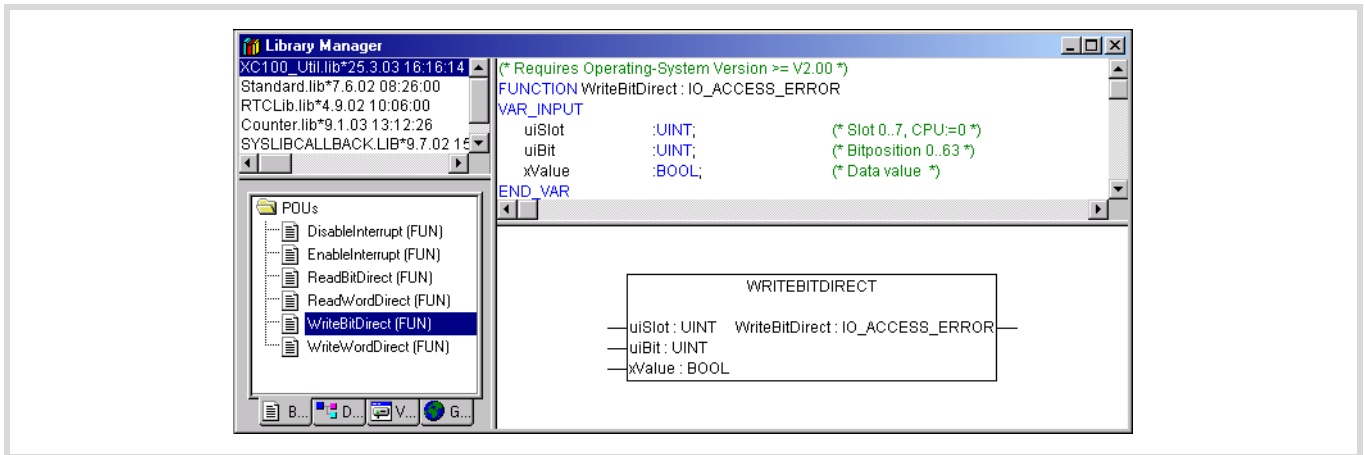 Library Manager
XC100_Util.lib*25.3.03 16:16:14
Standard.lib*7.6.02 08:26:00
RTCLib.lib*4.9.02 10:06:00
Counter.lib*9.1.03 13:12:26
SYSLIBCALLBACK.LIB*9.7.02 15
(* Requires Operating-System Version >= V2.00 *)
FUNCTION WriteBitDirect : IO_ACCESS_ERROR
VAR_INPUT
uiSlot :UINT; (* Slot 0..7, CPU:=0 *)
uiBit :UINT; (* Bitposition 0..63 *)
xValue :BOOL; (* Data value *)
END_VAR
POUs
DisableInterrupt (FUN)
EnableInterrupt (FUN)
ReadBitDirect (FUN)
ReadWordDirect (FUN)
WriteBitDirect (FUN)
WriteWordDirect (FUN)
B... D... V... G...
WRITEBITDIRECT
uiSlot : UINT WriteBitDirect : IO_ACCESS_ERROR
uiBit : UINT
xValue : BOOL